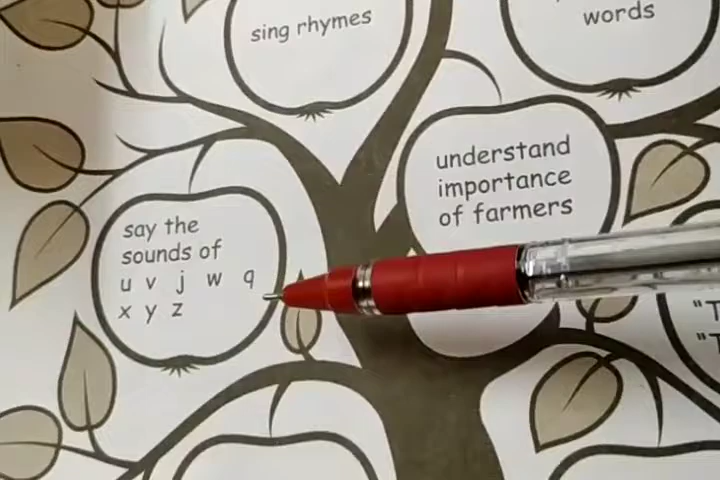 sing rhymes
words
understand
importance
of farmers
say the
sounds of
u v j w q
x y z
"T
"T